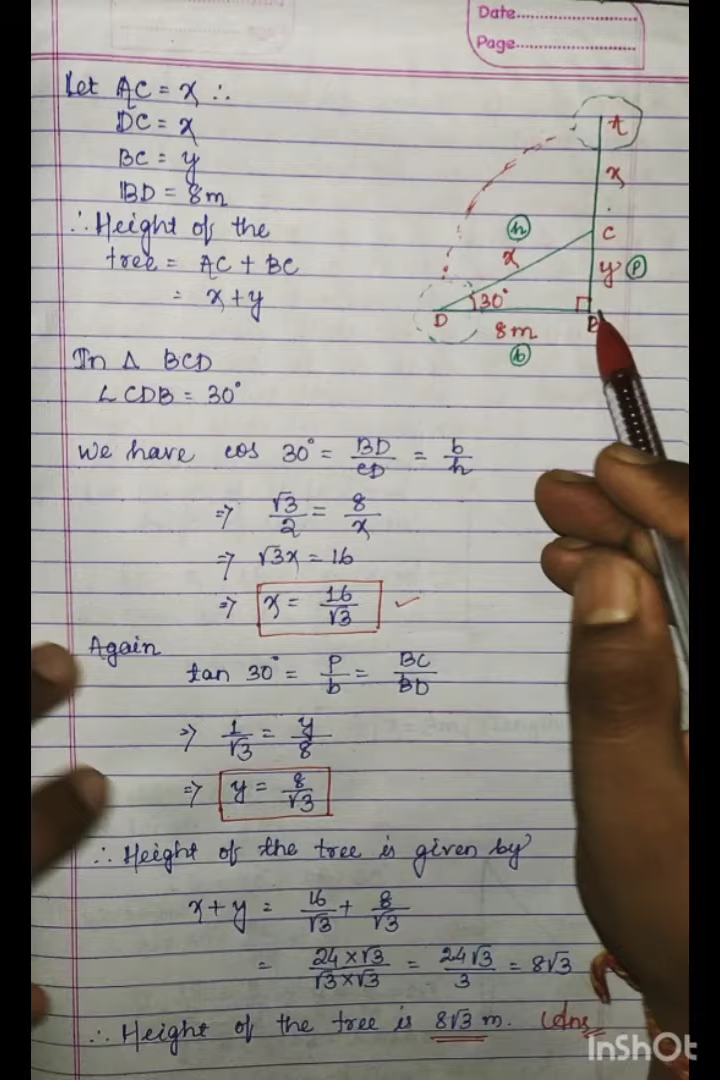 Date..............................
Page..............................
Let AC = x ∴
DC = x
BC = y
BD = 8m
∴ Height of the
tree = AC + BC
= x+y
A
x
C
h
x
y P
30°
D
8m
B
b
In Δ BCD
∠CDB = 30°
We have cos 30° = BD/CD = b/h
⇒ √3/2 = 8/x
⇒ √3x = 16
⇒ x = 16/√3 ✓
Again
tan 30° = P/b = BC/BD
⇒ 1/√3 = y/8
⇒ y = 8/√3
∴ Height of the tree is given by
x+y = 16/√3 + 8/√3
= 24×√3/√3×√3 = 24√3/3 = 8√3
∴ Height of the tree is 8√3 m. (Ans
InShOt